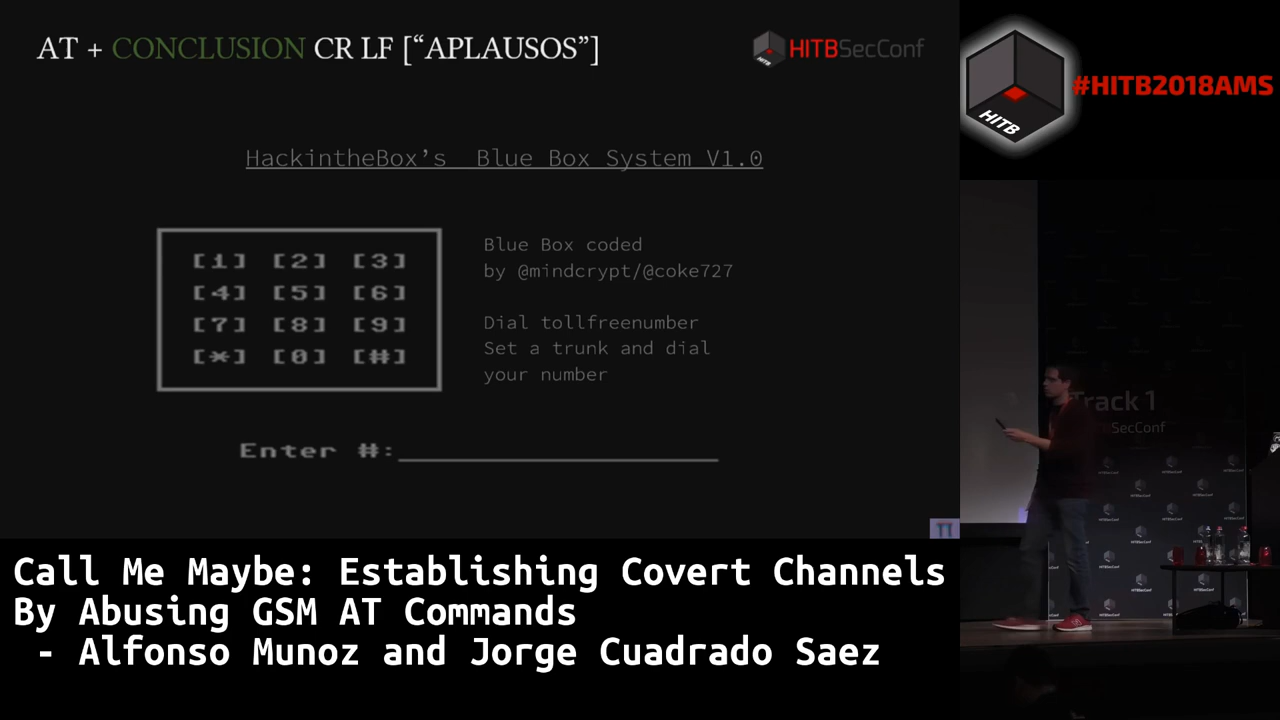 AT + CONCLUSION CR LF [“APLAUSOS”]
HITBSecConf
HITB
#HITB2018AMS
HITB
HackintheBox’s Blue Box System V1.0
[1] [2] [3]
[4] [5] [6]
[7] [8] [9]
[*] [0] [#]
Blue Box coded
by @mindcrypt/@coke727
Dial tollfreenumber
Set a trunk and dial
your number
Enter #:
Track 1
SecConf
Call Me Maybe: Establishing Covert Channels
By Abusing GSM AT Commands
- Alfonso Munoz and Jorge Cuadrado Saez